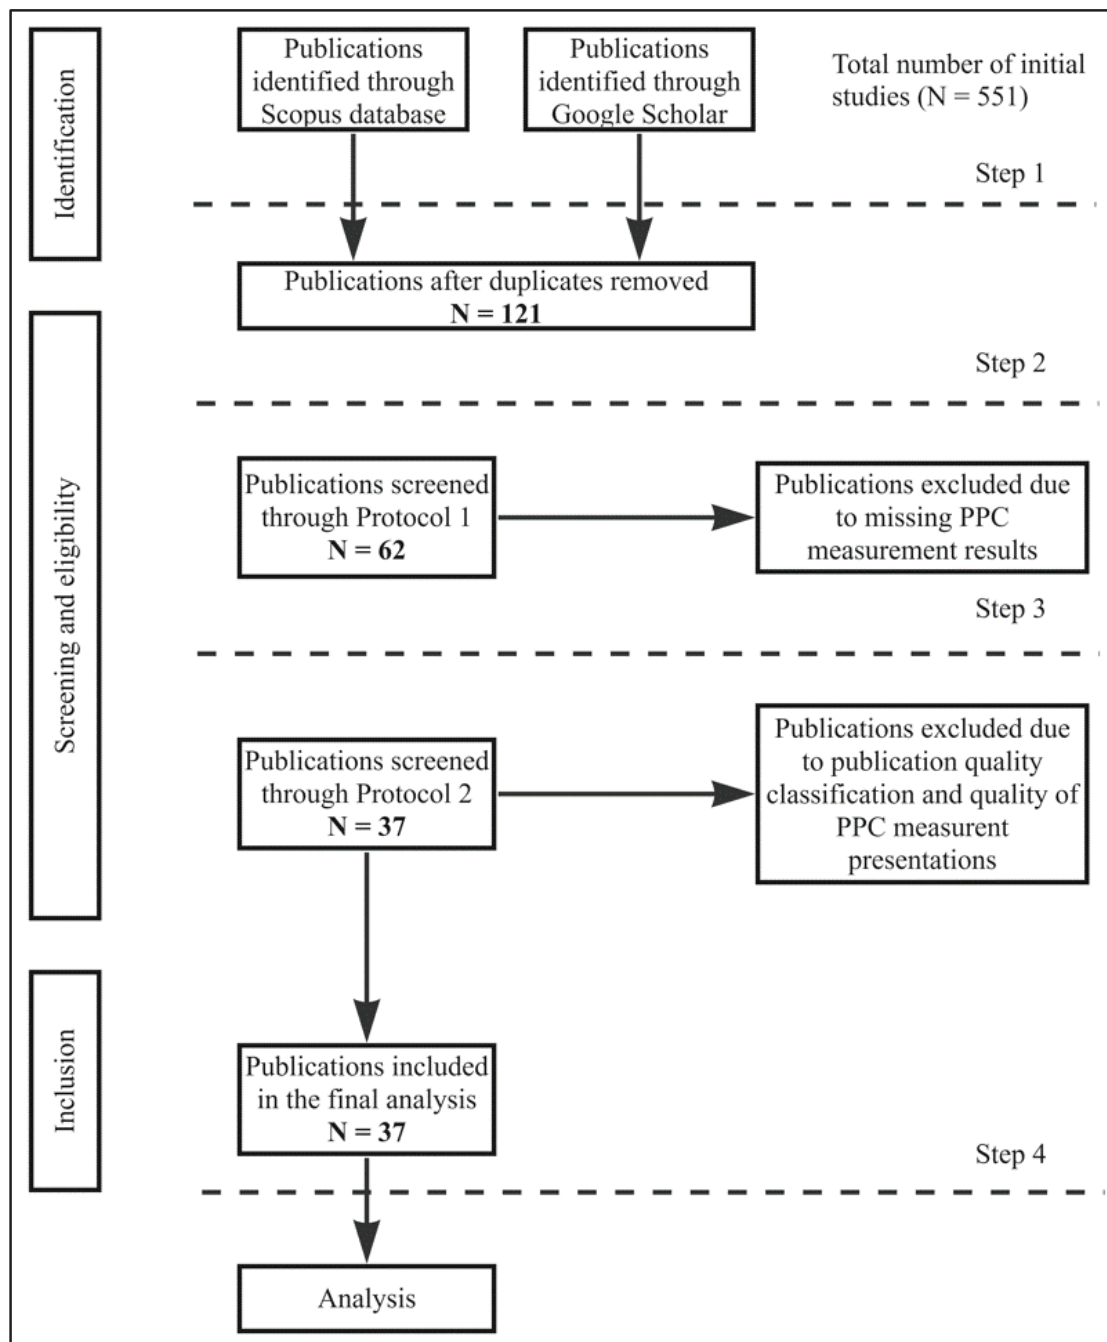 Identification
Publications
identified through
Scopus database
Publications
identified through
Google Scholar
Total number of initial
studies (N = 551)
Step 1
Publications after duplicates removed
N = 121
Screening and eligibility
Step 2
Publications screened
through Protocol 1
N = 62
Publications excluded due
to missing PPC
measurement results
Step 3
Publications screened
through Protocol 2
N = 37
Publications excluded due
to publication quality
classification and quality of
PPC measurent
presentations
Inclusion
Publications included
in the final analysis
N = 37
Step 4
Analysis